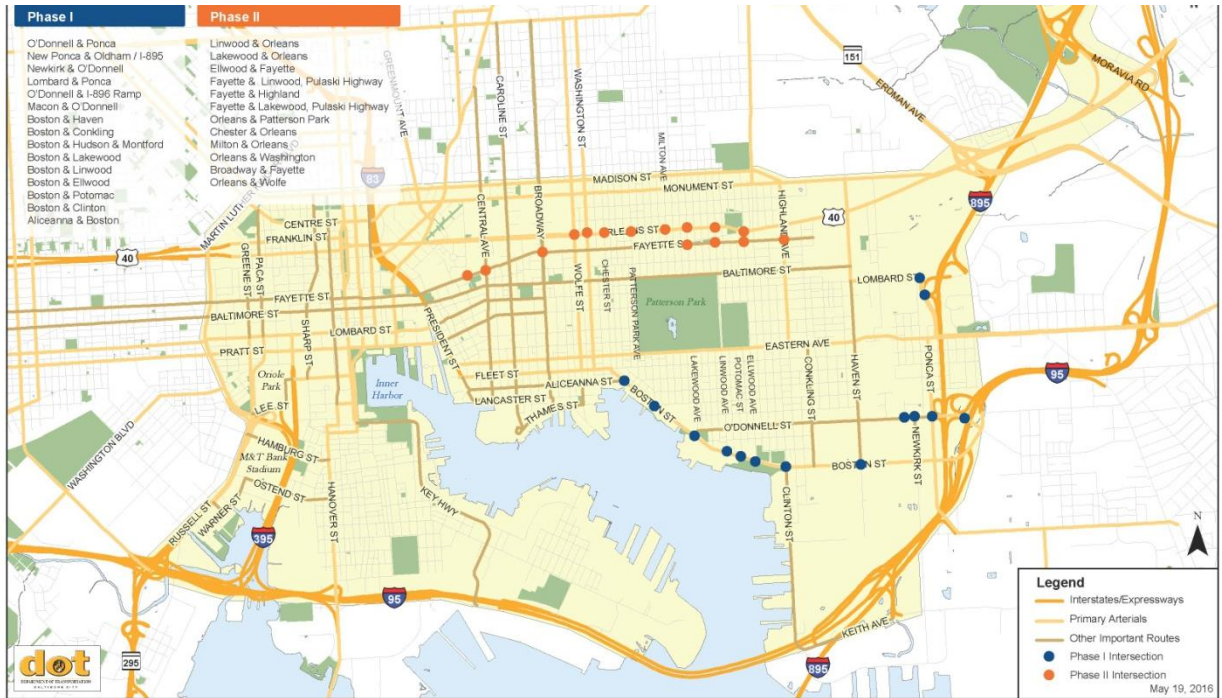 Phase I
O'Donnell & Ponca
New Ponca & Oldham / I-895
Newkirk & O'Donnell
Lombard & Ponca
O'Donnell & I-896 Ramp
Macon & O'Donnell
Boston & Haven
Boston & Conkling
Boston & Hudson & Montford
Boston & Lakewood
Boston & Linwood
Boston & Ellwood
Boston & Potomac
Boston & Clinton
Aliceanna & Boston
Phase II
Linwood & Orleans
Lakewood & Orleans
Ellwood & Fayette
Fayette & Linwood, Pulaski Highway
Fayette & Highland
Fayette & Lakewood, Pulaski Highway
Orleans & Patterson Park
Chester & Orleans
Milton & Orleans
Orleans & Washington
Broadway & Fayette
Orleans & Wolfe
GREENMOUNT AVE
CAROLINE ST
WASHINGTON ST
MILTON AVE
151
ERDMAN AVE
MORAVIA RD
83
MADISON ST
MONUMENT ST
895
MARTIN LUTHER
CENTRE ST
FRANKLIN ST
CENTRAL AVE
BROADWAY
ORLEANS ST
FAYETTE ST
HIGHLAND AVE
40
40
GREENE ST
PACA ST
WOLFE ST
CHESTER ST
PATTERSON PARK AVE
BALTIMORE ST
LOMBARD ST
FAYETTE ST
BALTIMORE ST
Patterson Park
SHARP ST
LOMBARD ST
PRESIDENT ST
PRATT ST
EASTERN AVE
Oriole
Park
Inner
Harbor
FLEET ST
ALICEANNA ST
LANCASTER ST
THAMES ST
BOSTON ST
LAKEWOOD AVE
LINWOOD AVE
POTOMAC ST
ELLWOOD AVE
CONKLING ST
HAVEN ST
PONCA ST
95
LEE ST
O'DONNELL ST
NEWKIRK ST
WASHINGTON BLVD
HAMBURG ST
M&T Bank
Stadium
BOSTON ST
OSTEND ST
RUSSELL ST
WARNER ST
HANOVER ST
KEY HWY
CLINTON ST
395
95
KEITH AVE
895
295
dot
DEPARTMENT OF TRANSPORTATION
BALTIMORE CITY
N
Legend
Interstates/Expressways
Primary Arterials
Other Important Routes
Phase I Intersection
Phase II Intersection
May 19, 2016